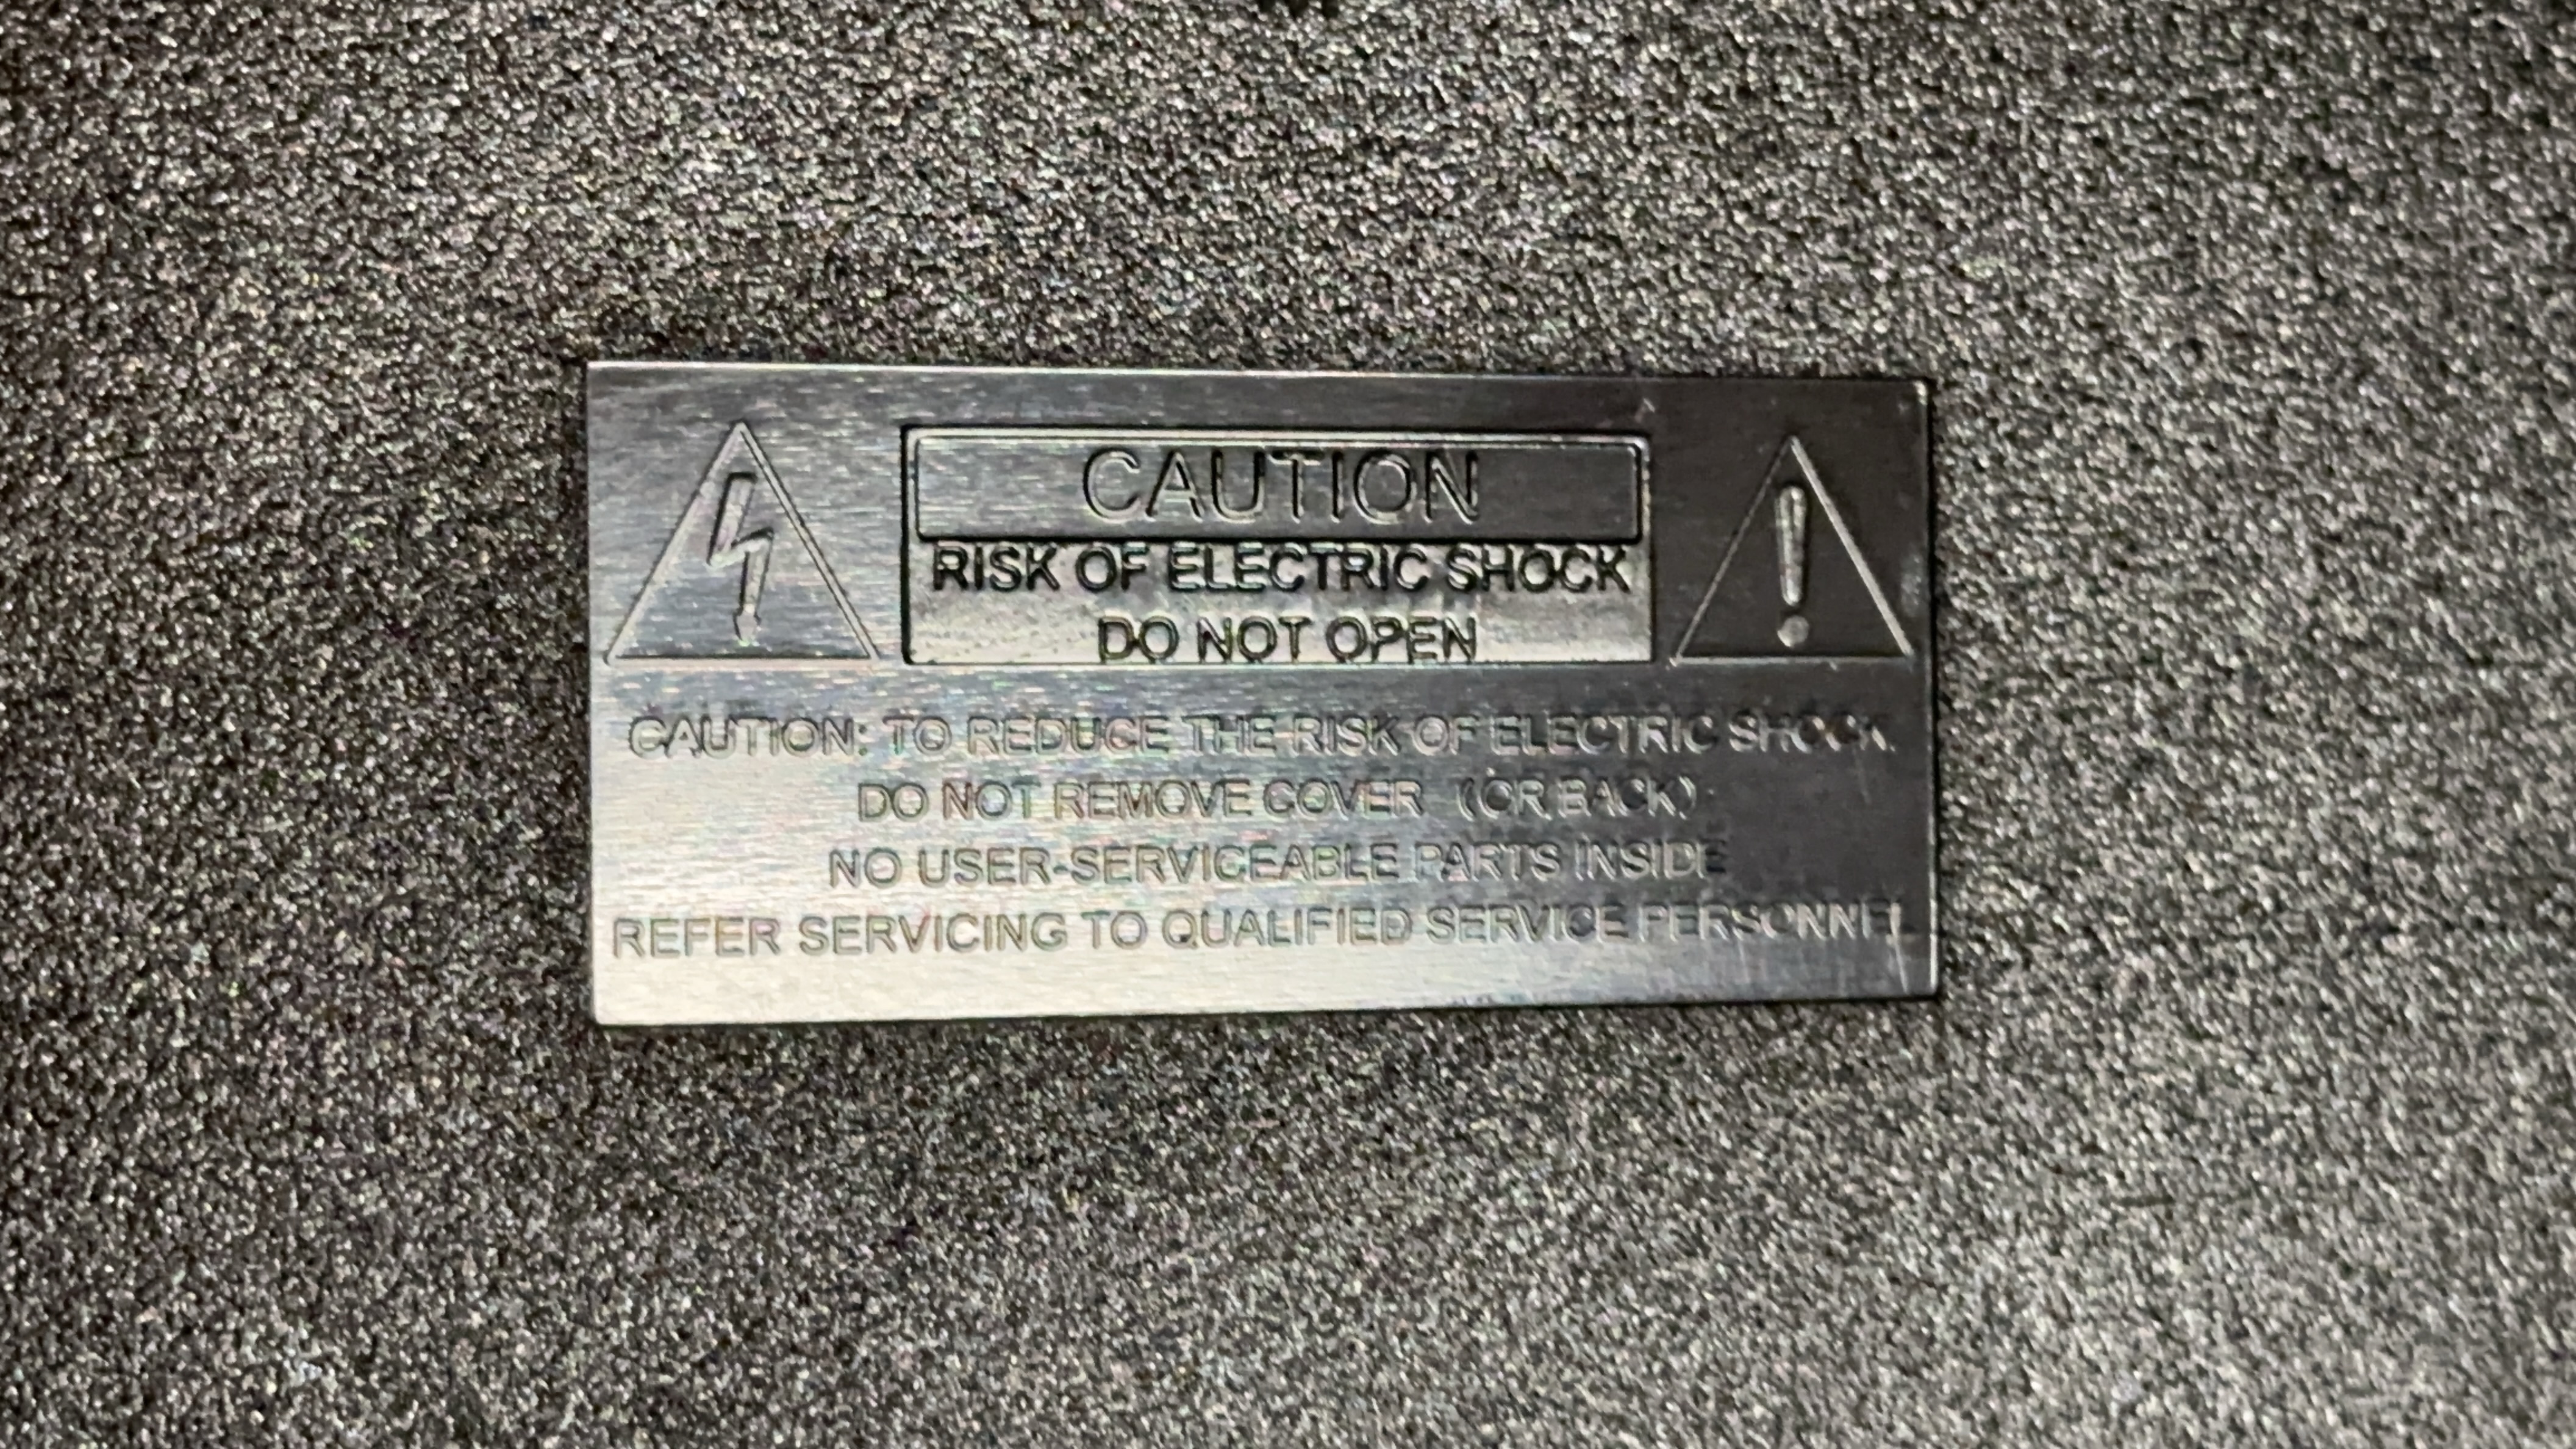 CAUTION
RISK OF ELECTRIC SHOCK
DO NOT OPEN
CAUTION: TO REDUCE THE RISK OF ELECTRIC SHOCK.
DO NOT REMOVE COVER (OR BACK)
NO USER-SERVICEABLE PARTS INSIDE
REFER SERVICING TO QUALIFIED SERVICE PERSONNEL